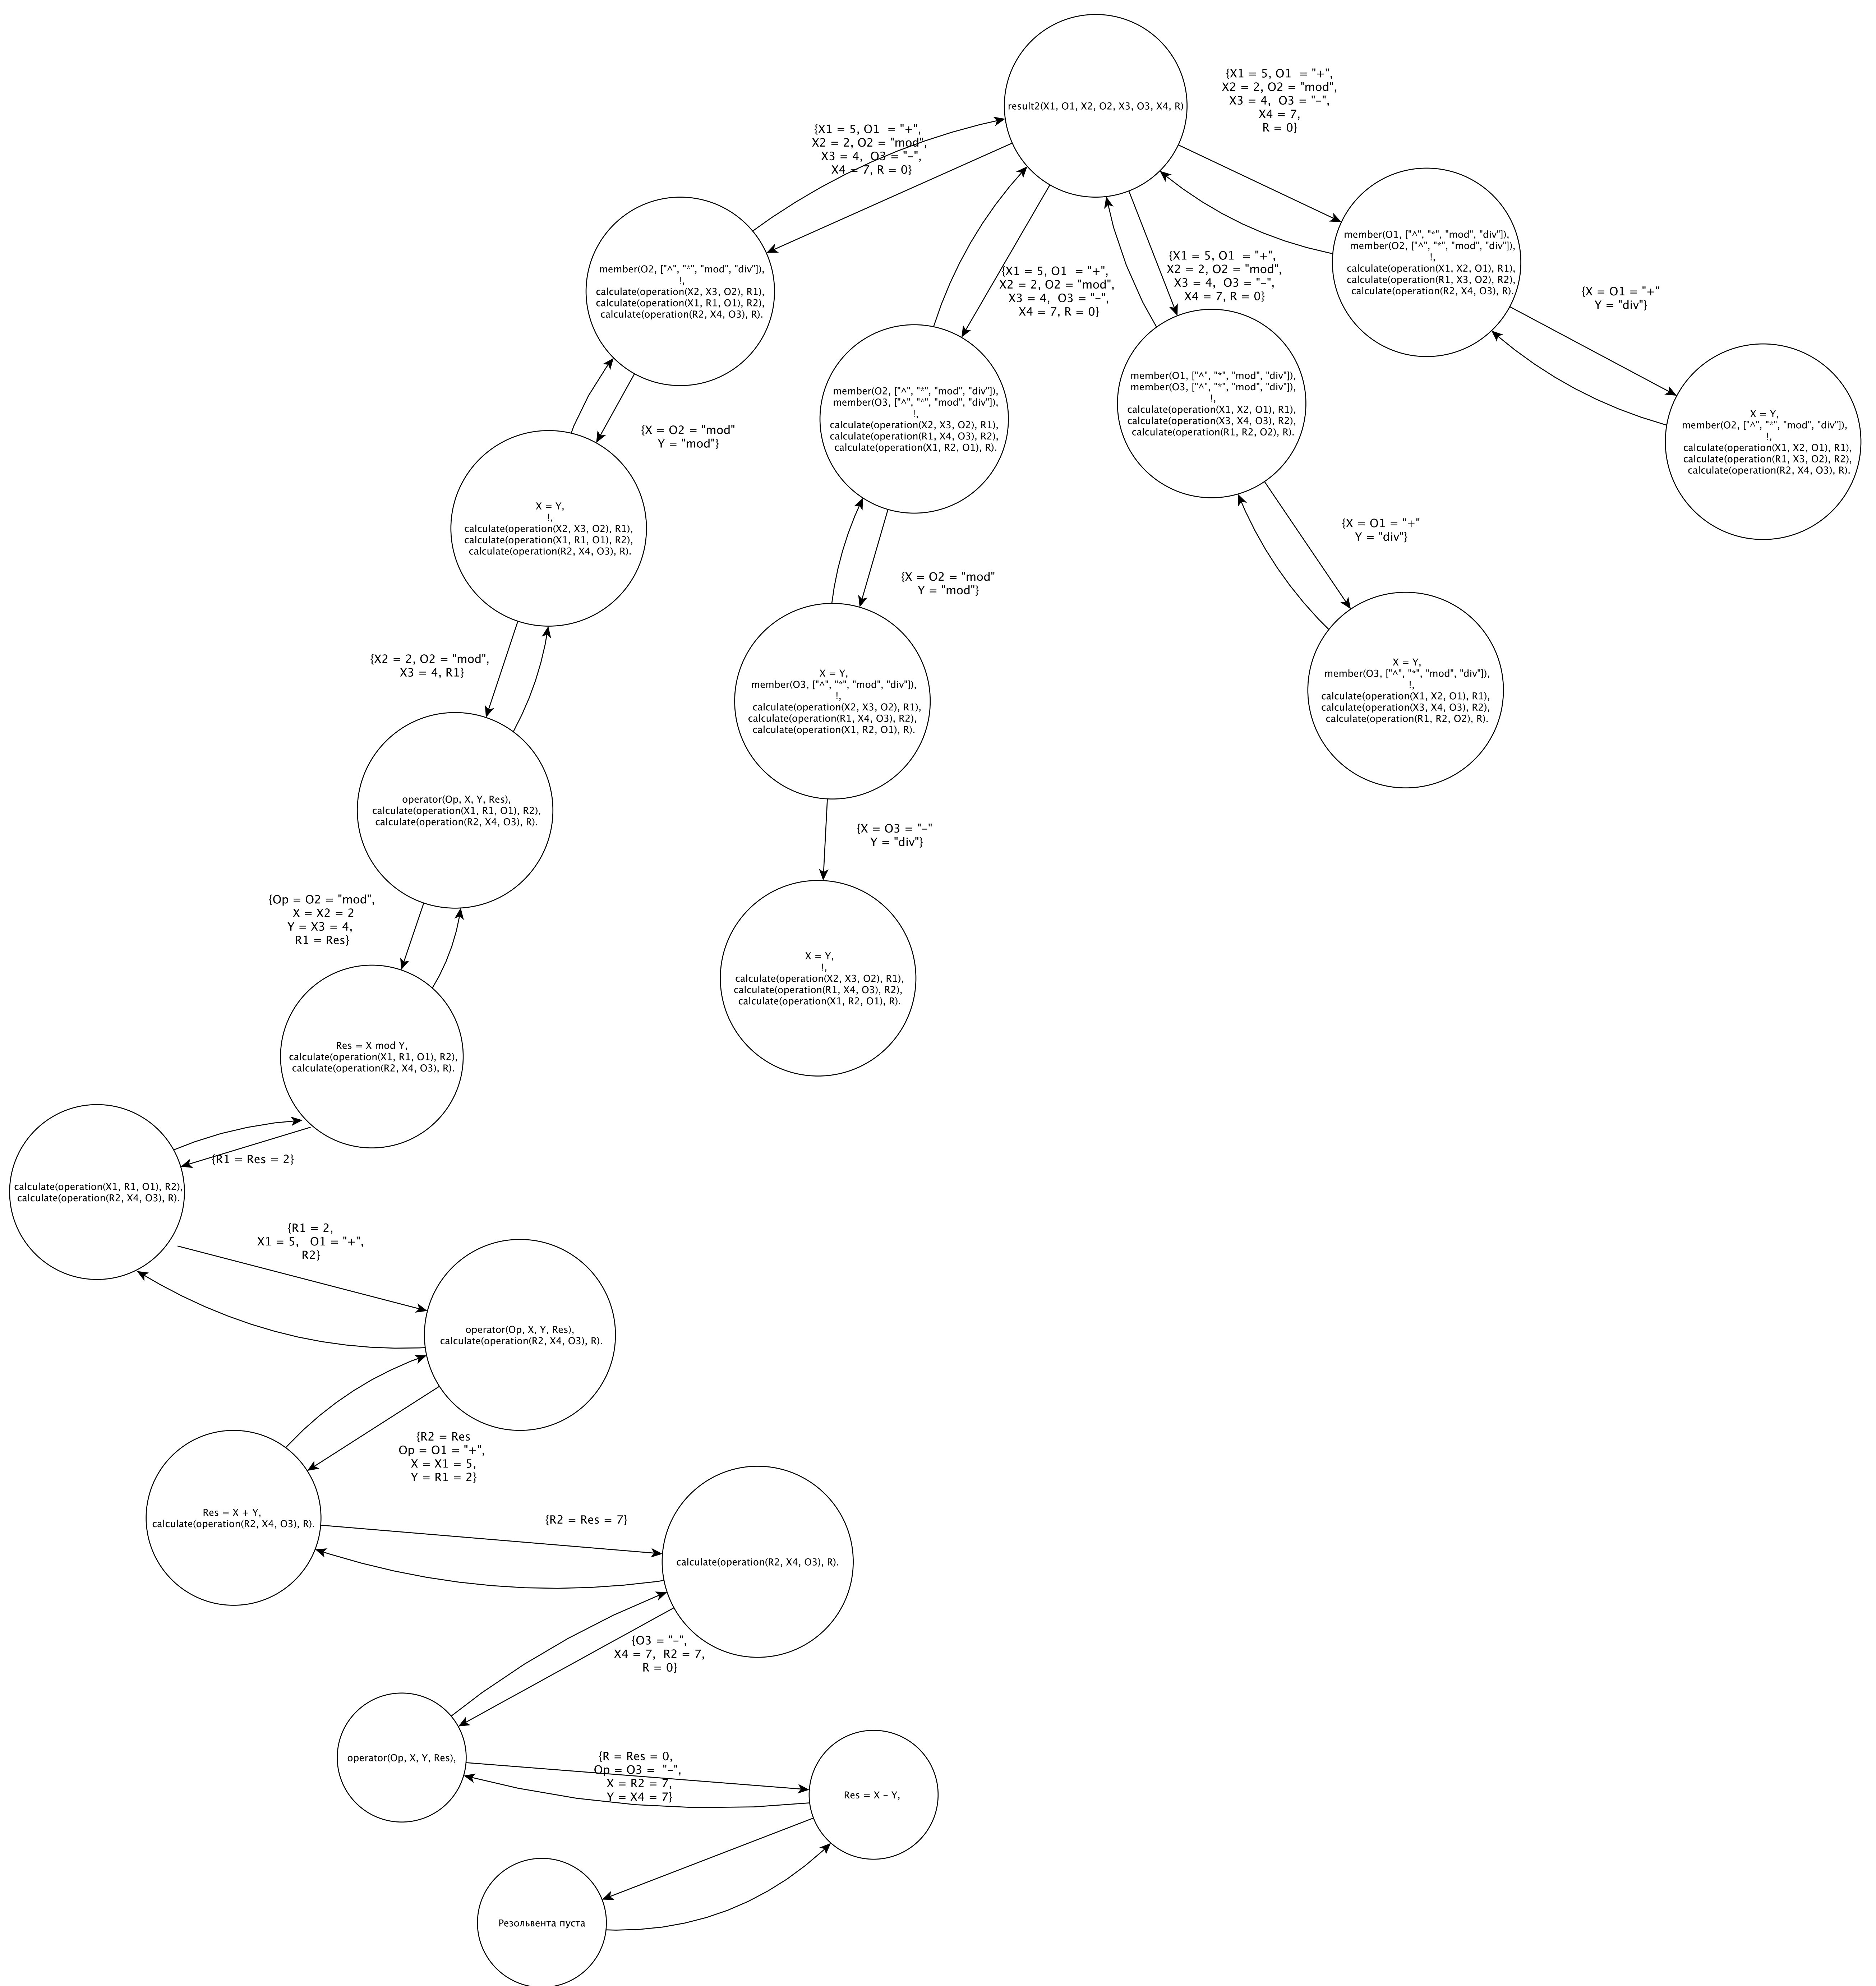 result2(X1, O1, X2, O2, X3, O3, X4, R)
{X1 = 5, O1  = "+",
X2 = 2, O2 = "mod",
X3 = 4,  O3 = "–",
X4 = 7,
R = 0}
{X1 = 5, O1  = "+",
X2 = 2, O2 = "mod",
X3 = 4,  O3 = "–",
X4 = 7, R = 0}
member(O1, ["^", "*", "mod", "div"]),
member(O2, ["^", "*", "mod", "div"]),
!,
calculate(operation(X1, X2, O1), R1),
calculate(operation(R1, X3, O2), R2),
calculate(operation(R2, X4, O3), R).
{X1 = 5, O1  = "+",
X2 = 2, O2 = "mod",
X3 = 4,  O3 = "–",
X4 = 7, R = 0}
{X1 = 5, O1  = "+",
X2 = 2, O2 = "mod",
X3 = 4,  O3 = "–",
X4 = 7, R = 0}
member(O2, ["^", "*", "mod", "div"]),
!,
calculate(operation(X2, X3, O2), R1),
calculate(operation(X1, R1, O1), R2),
calculate(operation(R2, X4, O3), R).
{X = O1 = "+"
Y = "div"}
member(O2, ["^", "*", "mod", "div"]),
member(O3, ["^", "*", "mod", "div"]),
!,
calculate(operation(X2, X3, O2), R1),
calculate(operation(R1, X4, O3), R2),
calculate(operation(X1, R2, O1), R).
member(O1, ["^", "*", "mod", "div"]),
member(O3, ["^", "*", "mod", "div"]),
!,
calculate(operation(X1, X2, O1), R1),
calculate(operation(X3, X4, O3), R2),
calculate(operation(R1, R2, O2), R).
X = Y,
member(O2, ["^", "*", "mod", "div"]),
!,
calculate(operation(X1, X2, O1), R1),
calculate(operation(R1, X3, O2), R2),
calculate(operation(R2, X4, O3), R).
{X = O2 = "mod"
Y = "mod"}
X = Y,
!,
calculate(operation(X2, X3, O2), R1),
calculate(operation(X1, R1, O1), R2),
calculate(operation(R2, X4, O3), R).
{X = O1 = "+"
Y = "div"}
{X = O2 = "mod"
Y = "mod"}
{X2 = 2, O2 = "mod",
X3 = 4, R1}
X = Y,
member(O3, ["^", "*", "mod", "div"]),
!,
calculate(operation(X2, X3, O2), R1),
calculate(operation(R1, X4, O3), R2),
calculate(operation(X1, R2, O1), R).
X = Y,
member(O3, ["^", "*", "mod", "div"]),
!,
calculate(operation(X1, X2, O1), R1),
calculate(operation(X3, X4, O3), R2),
calculate(operation(R1, R2, O2), R).
operator(Op, X, Y, Res),
calculate(operation(X1, R1, O1), R2),
calculate(operation(R2, X4, O3), R).
{X = O3 = "–"
Y = "div"}
{Op = O2 = "mod",
X = X2 = 2
Y = X3 = 4,
R1 = Res}
X = Y,
!,
calculate(operation(X2, X3, O2), R1),
calculate(operation(R1, X4, O3), R2),
calculate(operation(X1, R2, O1), R).
Res = X mod Y,
calculate(operation(X1, R1, O1), R2),
calculate(operation(R2, X4, O3), R).
{R1 = Res = 2}
calculate(operation(X1, R1, O1), R2),
calculate(operation(R2, X4, O3), R).
{R1 = 2,
X1 = 5,   O1 = "+",
R2}
operator(Op, X, Y, Res),
calculate(operation(R2, X4, O3), R).
{R2 = Res
Op = O1 = "+",
X = X1 = 5,
Y = R1 = 2}
Res = X + Y,
calculate(operation(R2, X4, O3), R).
{R2 = Res = 7}
calculate(operation(R2, X4, O3), R).
{O3 = "–",
X4 = 7,  R2 = 7,
R = 0}
operator(Op, X, Y, Res),
{R = Res = 0,
Op = O3 =  "–",
X = R2 = 7,
Y = X4 = 7}
Res = X – Y,
Резольвента пуста